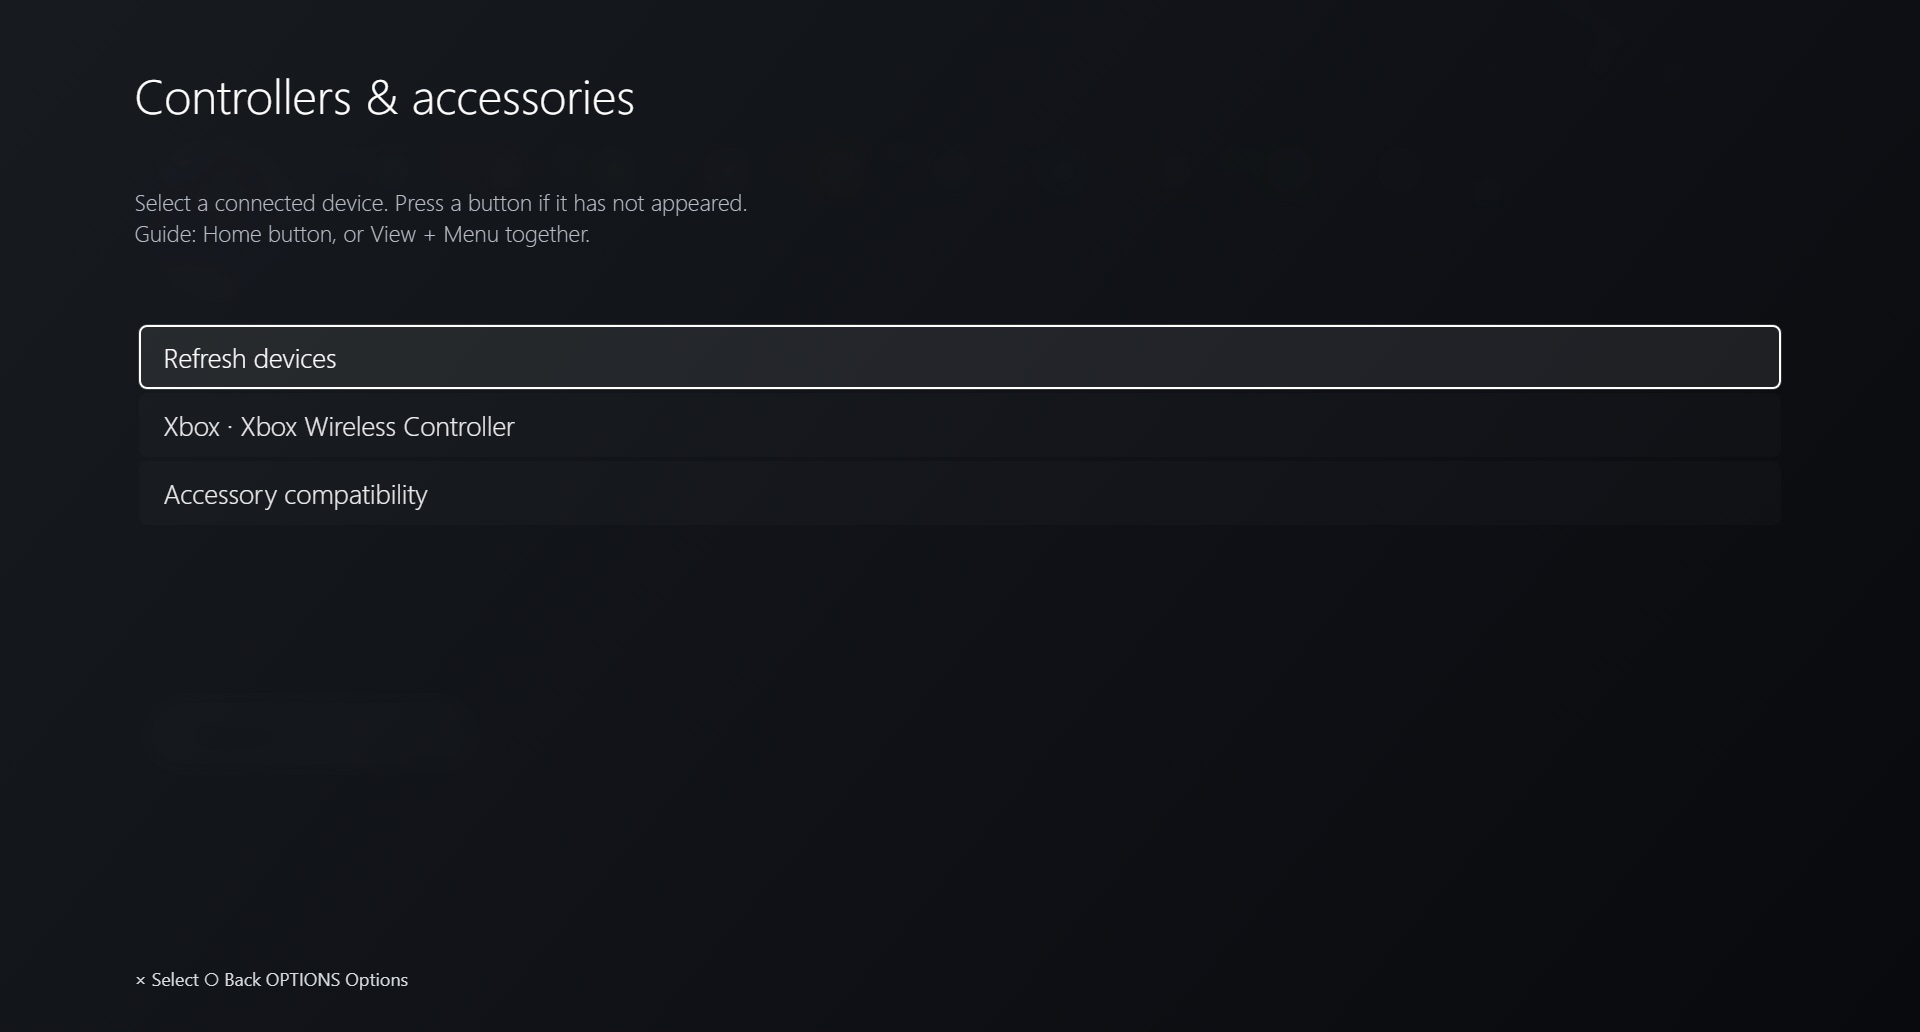 Controllers & accessories
Select a connected device. Press a button if it has not appeared.
Guide: Home button, or View + Menu together.
Refresh devices
Xbox · Xbox Wireless Controller
Accessory compatibility
× Select ○ Back OPTIONS Options